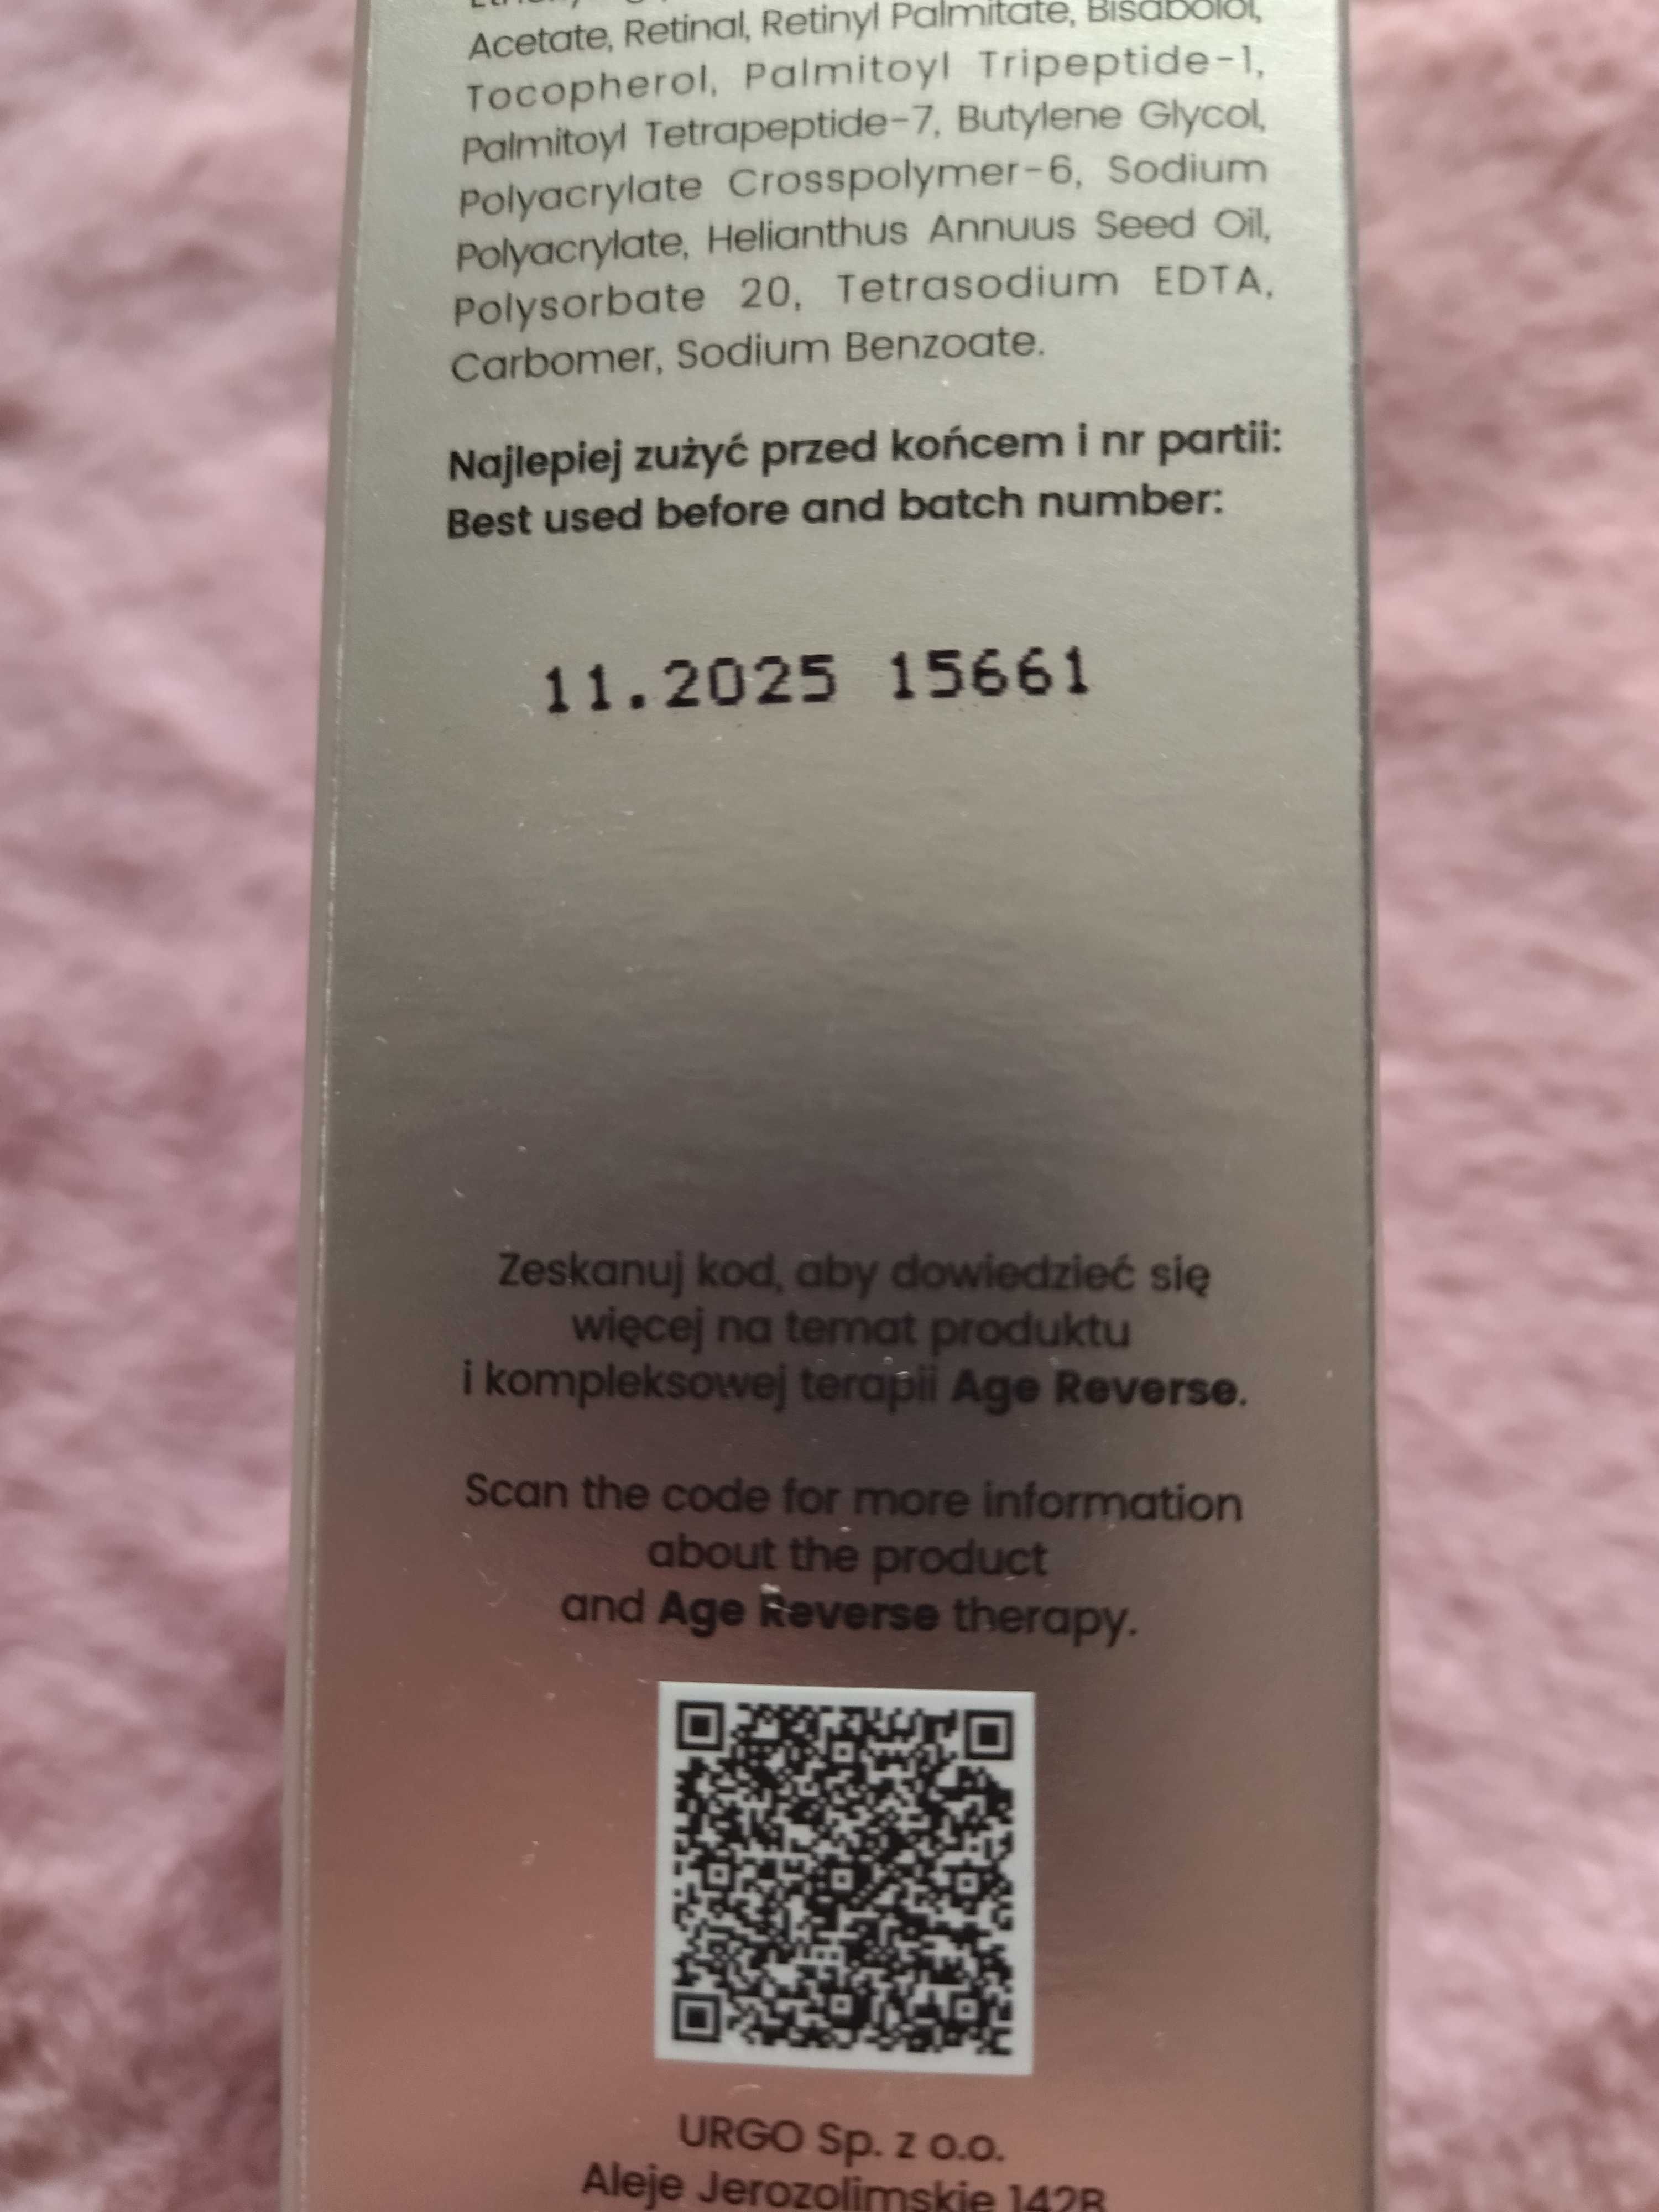 Acetate, Retinal, Retinyl Palmitate, Bisabolol,
Tocopherol, Palmitoyl Tripeptide-1,
Palmitoyl Tetrapeptide-7, Butylene Glycol,
Polyacrylate Crosspolymer-6, Sodium
Polyacrylate, Helianthus Annuus Seed Oil,
Polysorbate 20, Tetrasodium EDTA,
Carbomer, Sodium Benzoate.
Najlepiej zużyć przed końcem i nr partii:
Best used before and batch number:
11.2025 15661
Zeskanuj kod, aby dowiedzieć się
więcej na temat produktu
i kompleksowej terapii Age Reverse.
Scan the code for more information
about the product
and Age Reverse therapy.
URGO Sp. z o.o.
Aleje Jerozolimskie 142B